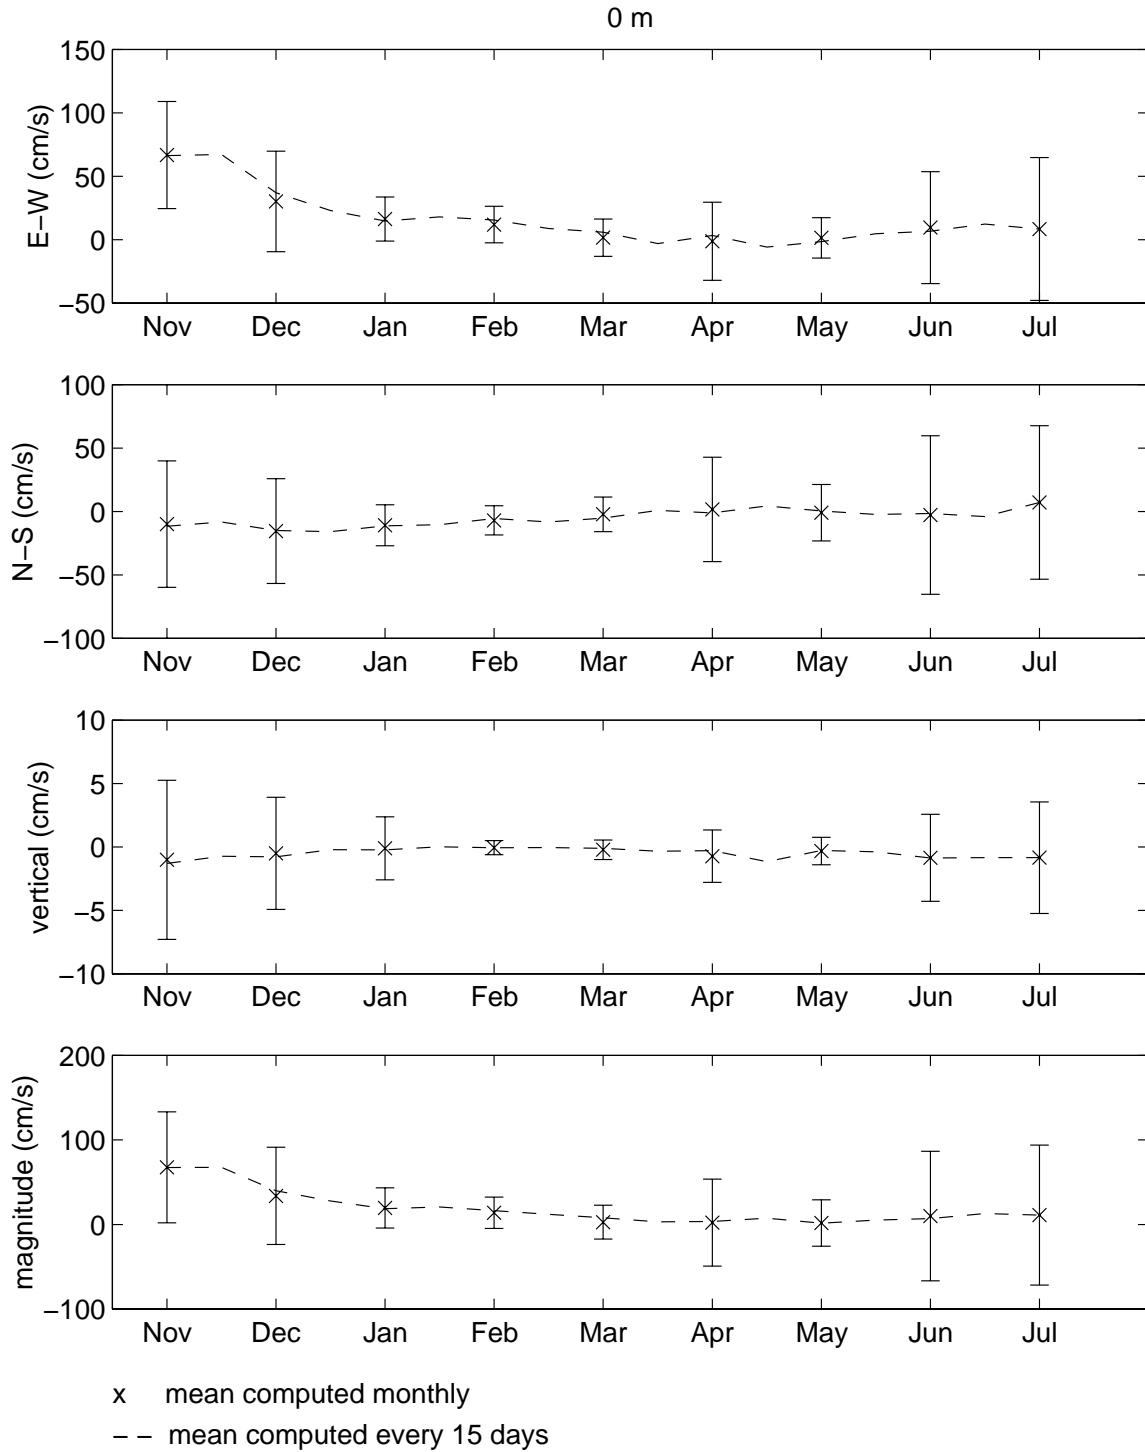 0 m
150
100
50
0
−50
E−W (cm/s)
Nov Dec Jan Feb Mar Apr May Jun Jul
100
50
0
−50
−100
N−S (cm/s)
Nov Dec Jan Feb Mar Apr May Jun Jul
10
5
0
−5
−10
vertical (cm/s)
Nov Dec Jan Feb Mar Apr May Jun Jul
200
100
0
−100
magnitude (cm/s)
Nov Dec Jan Feb Mar Apr May Jun Jul
x mean computed monthly
− − mean computed every 15 days